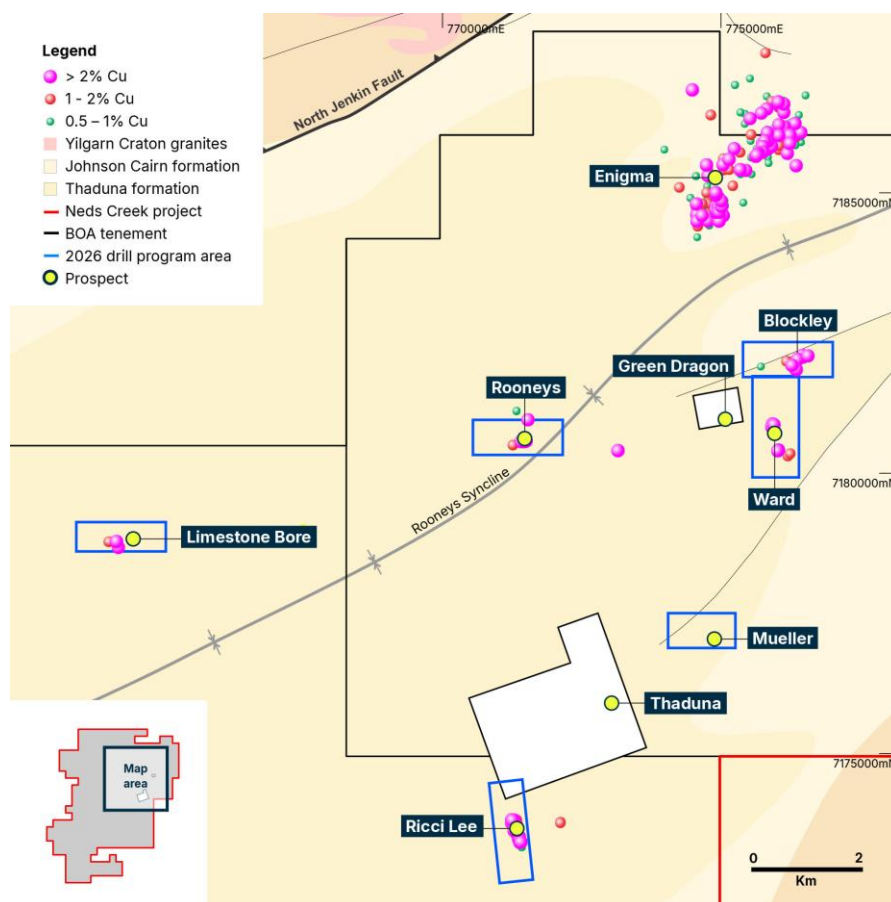 770000mE
775000mE
Legend
> 2% Cu
1 - 2% Cu
0.5 – 1% Cu
Yilgarn Craton granites
Johnson Cairn formation
Thaduna formation
Neds Creek project
BOA tenement
2026 drill program area
Prospect
North Jenkin Fault
Enigma
7185000mN
Blockley
Green Dragon
Rooneys
7180000mN
Ward
Rooneys Syncline
Limestone Bore
Mueller
Thaduna
7175000mN
Map
area
Ricci Lee
0 2
Km